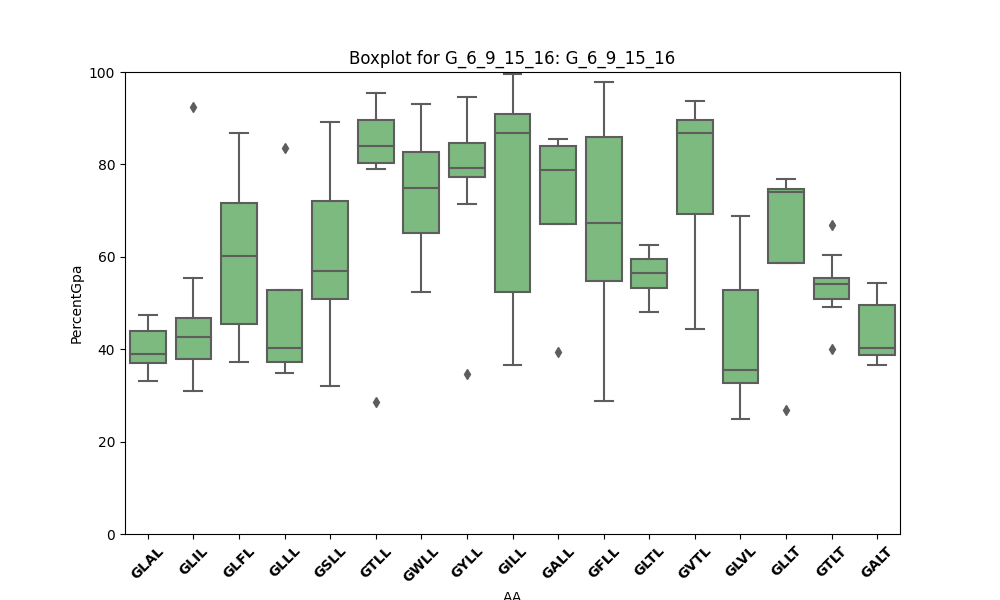 Boxplot for G_6_9_15_16: G_6_9_15_16
PercentGpa
100
80
60
40
20
0
GLAL GLIL GLFL GLLL GSLL GTLL GWLL GYLL GILL GALL GFLL GLTL GVTL GLVL GLLT GTLT GALT
AA